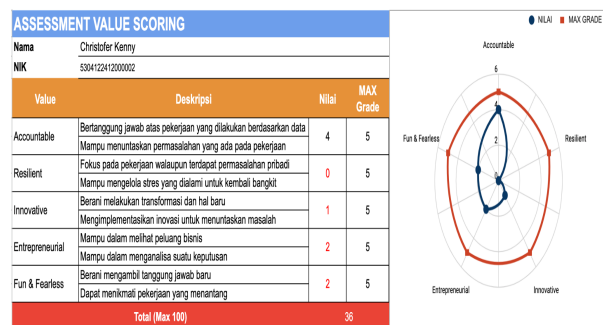 ASSESSMENT VALUE SCORING
Nama Christofer Kenny
NIK 5304122412000002
Value Deskripsi Nilai MAX Grade
Accountable Bertanggung jawab atas pekerjaan yang dilakukan berdasarkan data 4 5
Mampu menuntaskan permasalahan yang ada pada pekerjaan
Resilient Fokus pada pekerjaan walaupun terdapat permasalahan pribadi 0 5
Mampu mengelola stres yang dialami untuk kembali bangkit
Innovative Berani melakukan transformasi dan hal baru 1 5
Mengimplementasikan inovasi untuk menuntaskan masalah
Entrepreneurial Mampu dalam melihat peluang bisnis 2 5
Mampu dalam menganalisa suatu keputusan
Fun & Fearless Berani mengambil tanggung jawab baru 2 5
Dapat menikmati pekerjaan yang menantang
Total (Max 100) 36
NILAI MAX GRADE
Accountable
6
4
Fun & Fearless Resilient
2
0
Entrepreneurial Innovative